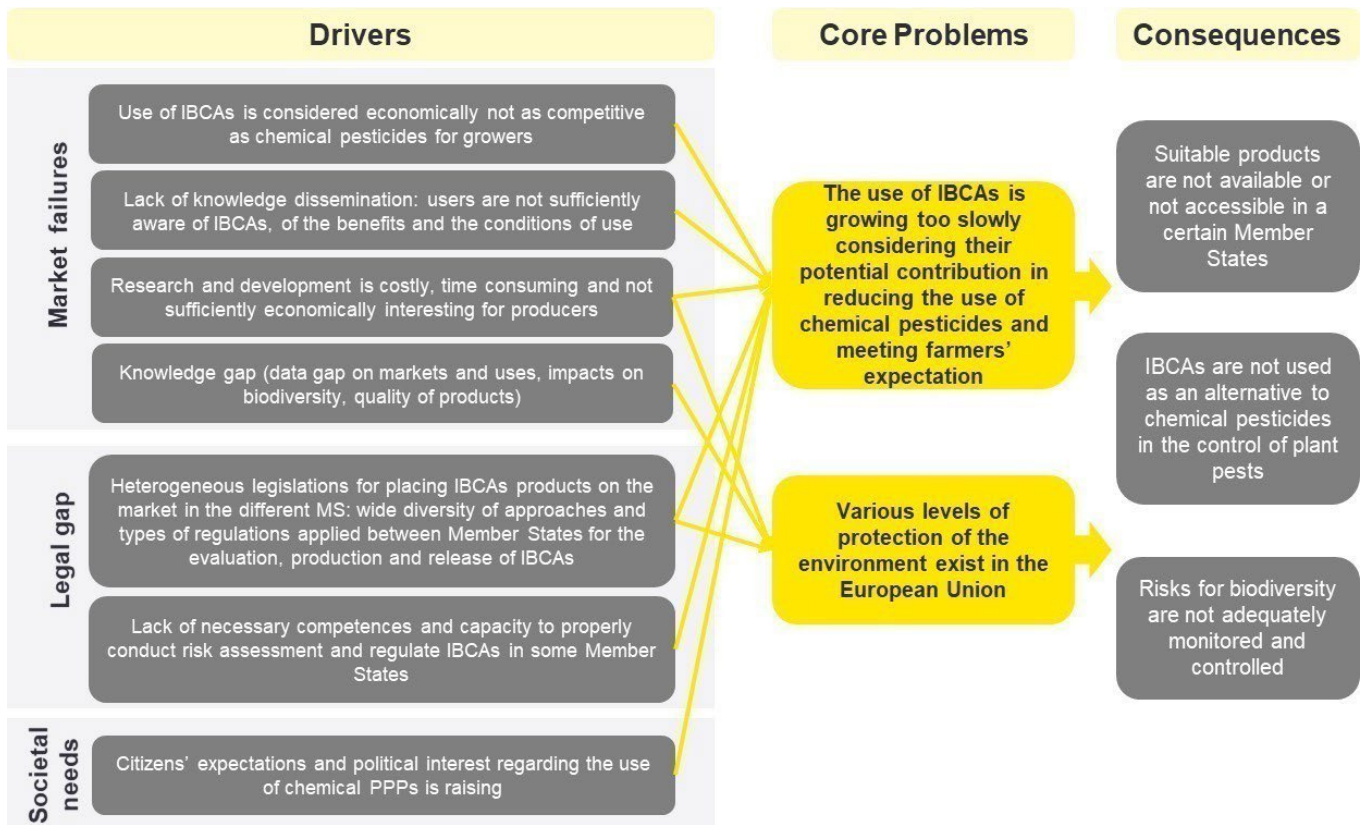 Drivers
Core Problems
Consequences
Market failures
Use of IBCAs is considered economically not as competitive
as chemical pesticides for growers
Lack of knowledge dissemination: users are not sufficiently
aware of IBCAs, of the benefits and the conditions of use
Research and development is costly, time consuming and not
sufficiently economically interesting for producers
Knowledge gap (data gap on markets and uses, impacts on
biodiversity, quality of products)
Legal gap
Heterogeneous legislations for placing IBCAs products on the
market in the different MS: wide diversity of approaches and
types of regulations applied between Member States for the
evaluation, production and release of IBCAs
Lack of necessary competences and capacity to properly
conduct risk assessment and regulate IBCAs in some Member
States
Societal
needs
Citizens’ expectations and political interest regarding the use
of chemical PPPs is raising
The use of IBCAs is
growing too slowly
considering their
potential contribution in
reducing the use of
chemical pesticides and
meeting farmers’
expectation
Various levels of
protection of the
environment exist in the
European Union
Suitable products
are not available or
not accessible in a
certain Member
States
IBCAs are not used
as an alternative to
chemical pesticides
in the control of plant
pests
Risks for biodiversity
are not adequately
monitored and
controlled